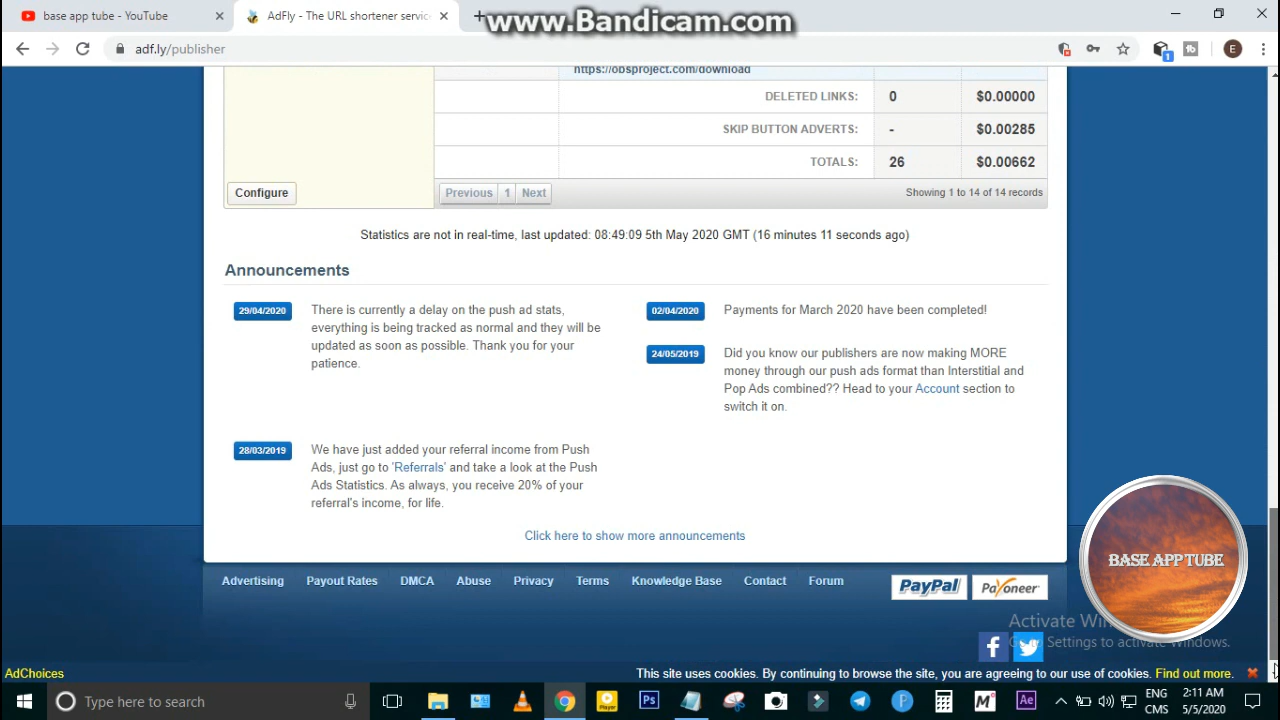 base app tube - YouTube
AdFly - The URL shortener service
www.Bandicam.com
adf.ly/publisher
E
1
https://obsproject.com/download
DELETED LINKS: 0 $0.00000
SKIP BUTTON ADVERTS: - $0.00285
TOTALS: 26 $0.00662
Configure
Previous 1 Next
Showing 1 to 14 of 14 records
Statistics are not in real-time, last updated: 08:49:09 5th May 2020 GMT (16 minutes 11 seconds ago)
Announcements
29/04/2020
There is currently a delay on the push ad stats,
everything is being tracked as normal and they will be
updated as soon as possible. Thank you for your
patience.
02/04/2020
Payments for March 2020 have been completed!
24/05/2019
Did you know our publishers are now making MORE
money through our push ads format than Interstitial and
Pop Ads combined?? Head to your Account section to
switch it on.
28/03/2019
We have just added your referral income from Push
Ads, just go to 'Referrals' and take a look at the Push
Ads Statistics. As always, you receive 20% of your
referral's income, for life.
Click here to show more announcements
BASE APP TUBE
Advertising Payout Rates DMCA Abuse Privacy Terms Knowledge Base Contact Forum
PayPal
Payoneer
Settings to activate Windows.
AdChoices
This site uses cookies. By continuing to browse the site, you are agreeing to our use of cookies. Find out more.
Type here to search
Player
Ps
P
M
Ae
ENG
CMS
2:11 AM
5/5/2020